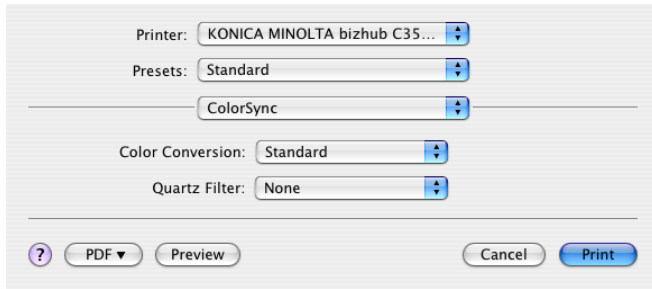 Printer: KONICA MINOLTA bizhub C35...
Presets: Standard
ColorSync
Color Conversion: Standard
Quartz Filter: None
? PDF ▼ Preview Cancel Print